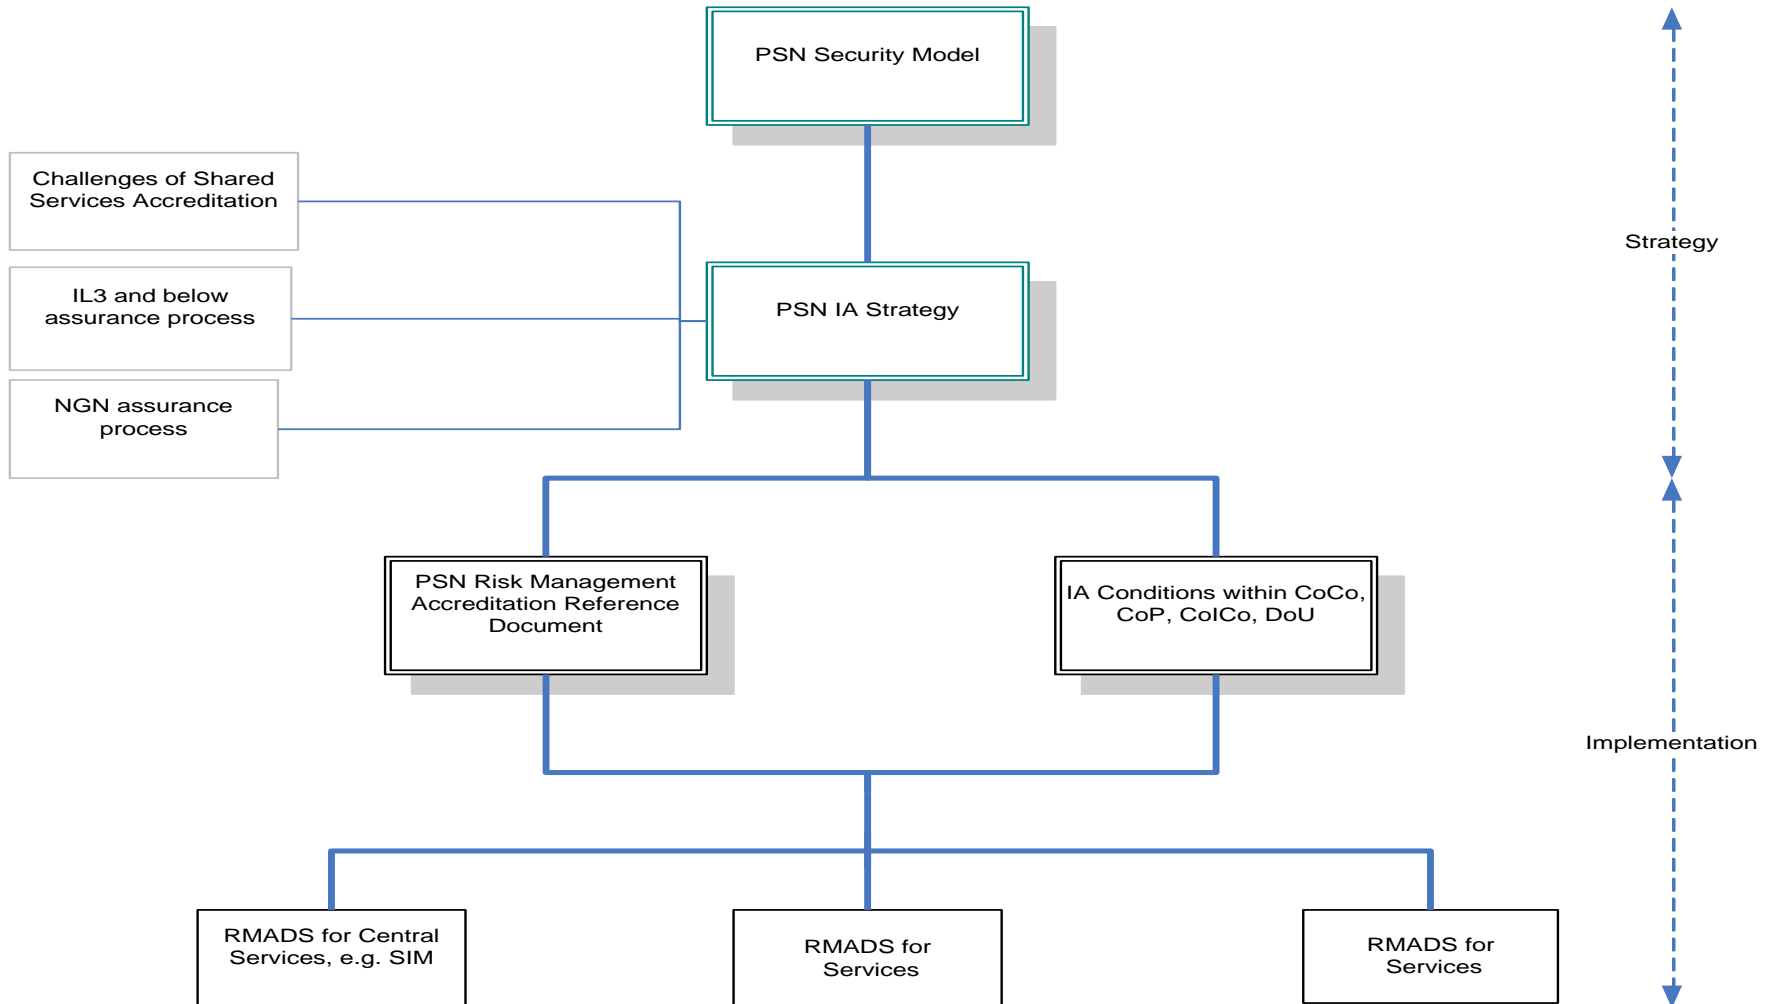 PSN Security Model
Challenges of Shared
Services Accreditation
Strategy
IL3 and below
assurance process
PSN IA Strategy
NGN assurance
process
PSN Risk Management
Accreditation Reference
Document
IA Conditions within CoCo,
CoP, CoICo, DoU
Implementation
RMADS for Central
Services, e.g. SIM
RMADS for
Services
RMADS for
Services